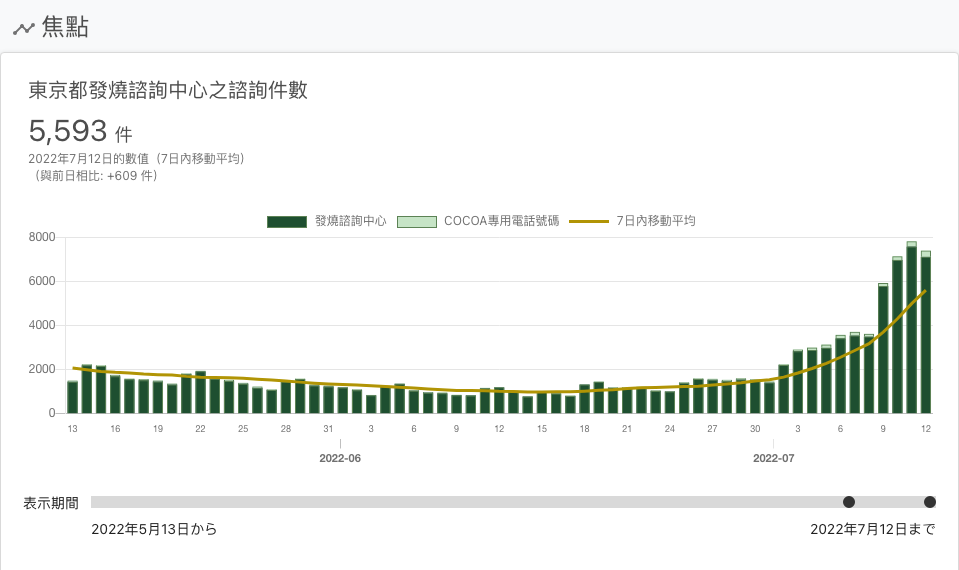 焦點
東京都發燒諮詢中心之諮詢件數
5,593 件
2022年7月12日的數值（7日內移動平均）
（與前日相比: +609 件）
發燒諮詢中心 COCOA專用電話號碼 7日內移動平均
8000
6000
4000
2000
0
13 16 19 22 25 28 31 3 6 9 12 15 18 21 24 27 30 3 6 9 12
2022-06 2022-07
表示期間
2022年5月13日から 2022年7月12日まで